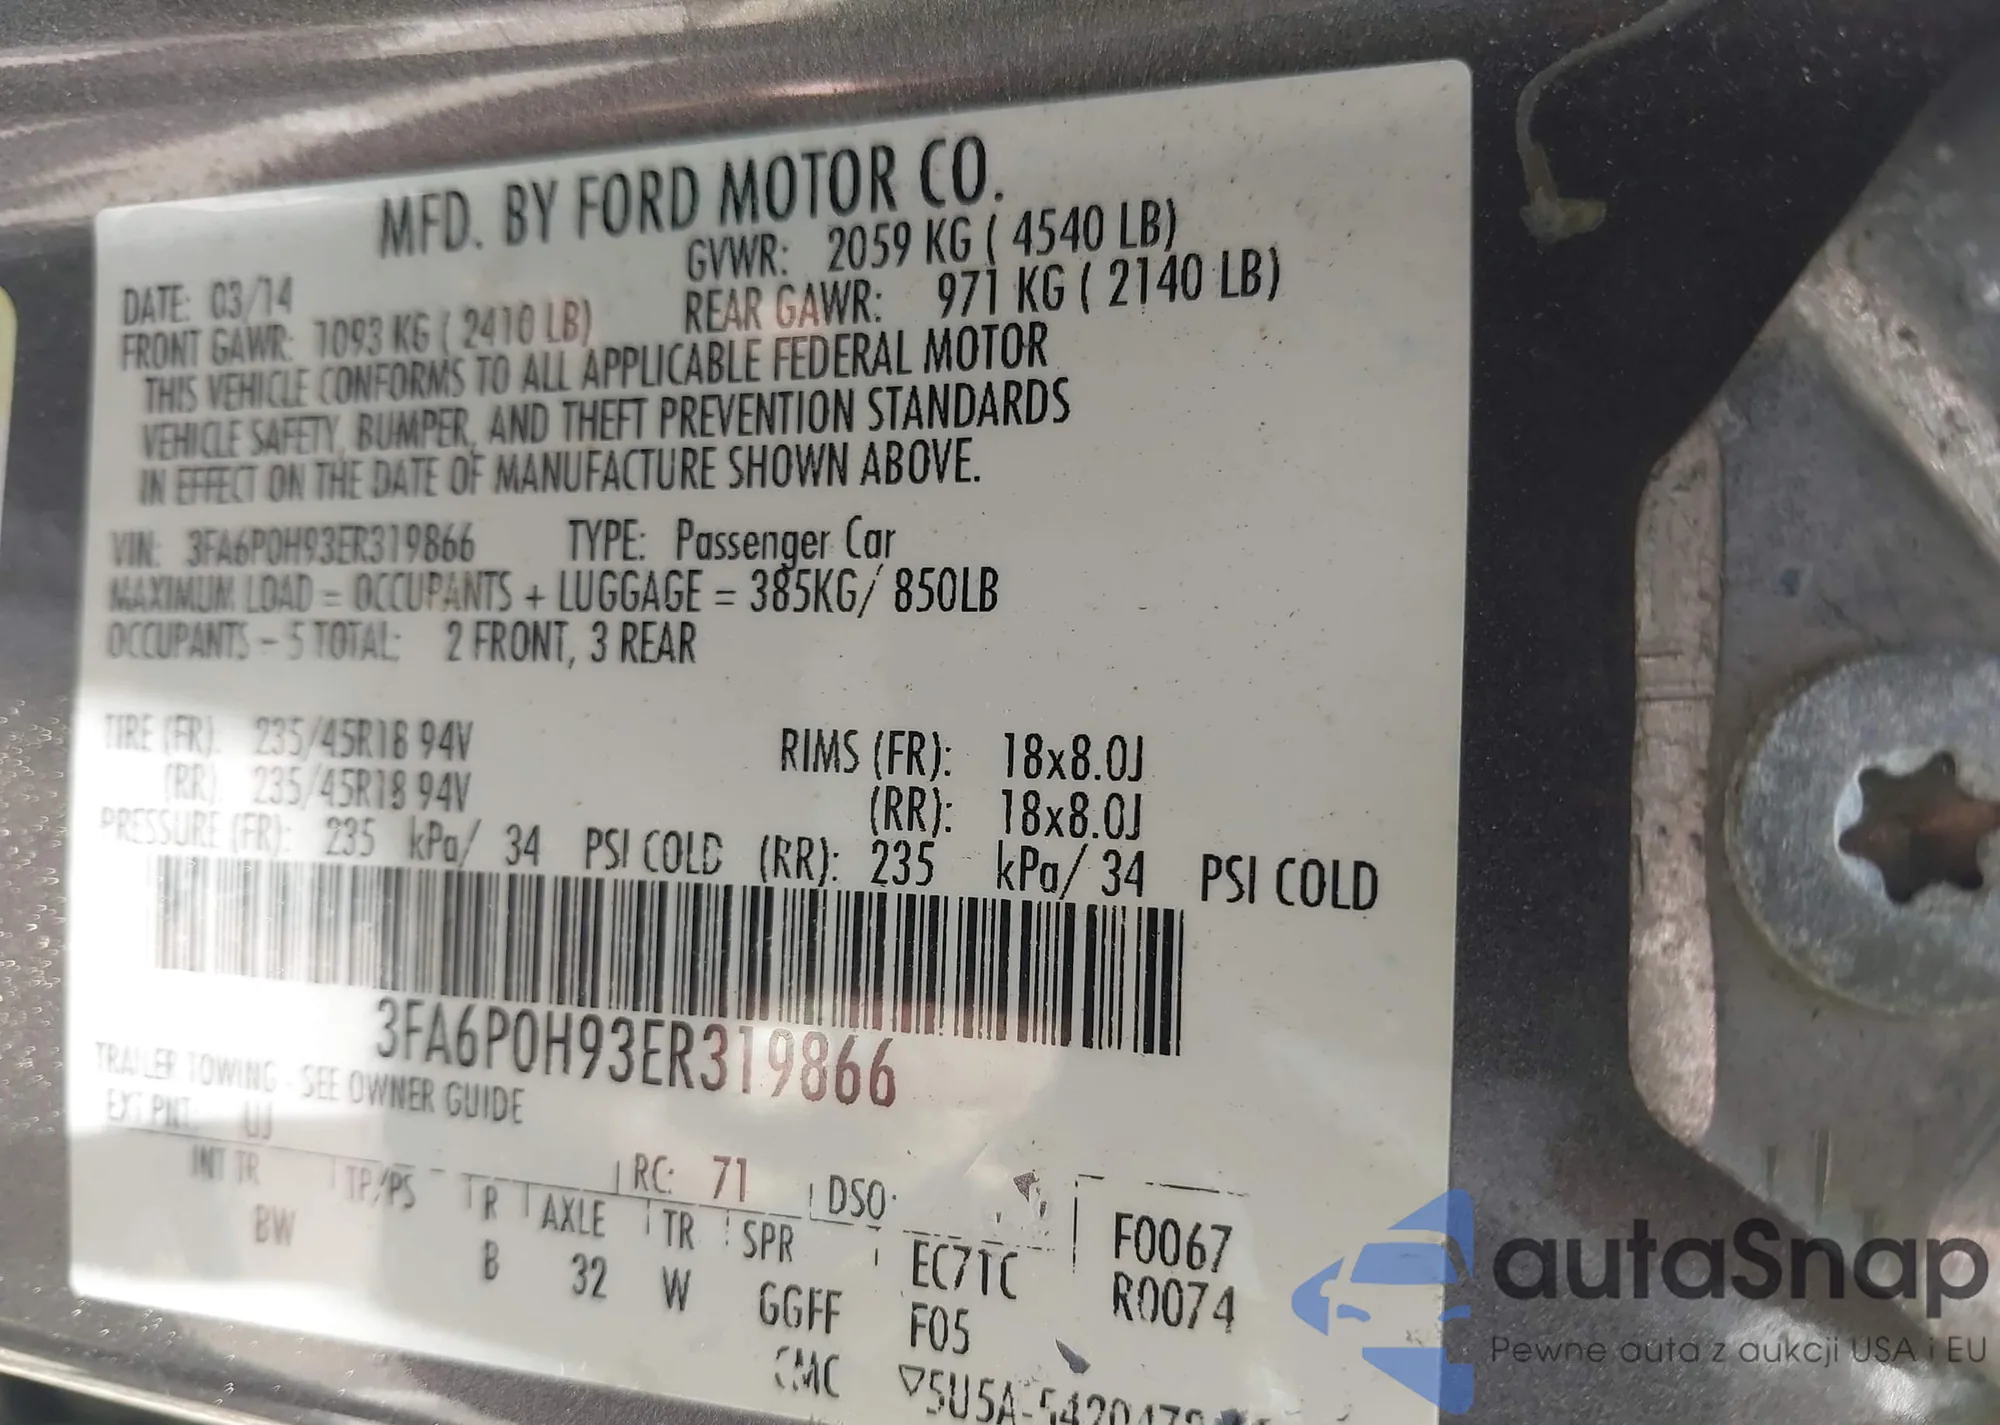 MFD. BY FORD MOTOR CO.
DATE: 03/14 GVWR: 2059 KG ( 4540 LB)
FRONT GAWR: 1093 KG ( 2410 LB) REAR GAWR: 971 KG ( 2140 LB)
THIS VEHICLE CONFORMS TO ALL APPLICABLE FEDERAL MOTOR
VEHICLE SAFETY, BUMPER, AND THEFT PREVENTION STANDARDS
IN EFFECT ON THE DATE OF MANUFACTURE SHOWN ABOVE.
VIN: 3FA6P0H93ER319866 TYPE: Passenger Car
MAXIMUM LOAD = OCCUPANTS + LUGGAGE = 385KG/ 850LB
OCCUPANTS - 5 TOTAL: 2 FRONT, 3 REAR
TIRE (FR): 235/45R18 94V RIMS (FR): 18x8.0J
(RR): 235/45R18 94V (RR): 18x8.0J
PRESSURE (FR): 235 kPa/ 34 PSI COLD (RR): 235 kPa/ 34 PSI COLD
3FA6P0H93ER319866
TRAILER TOWING - SEE OWNER GUIDE
EXT PNT: UJ RC: 71 DSO:
INT TR TP/PS R AXLE TR SPR EC71C F0067
BW B 32 W GGFF F05 R0074
CMC
autaSnap
Pewne auta z aukcji USA i EU